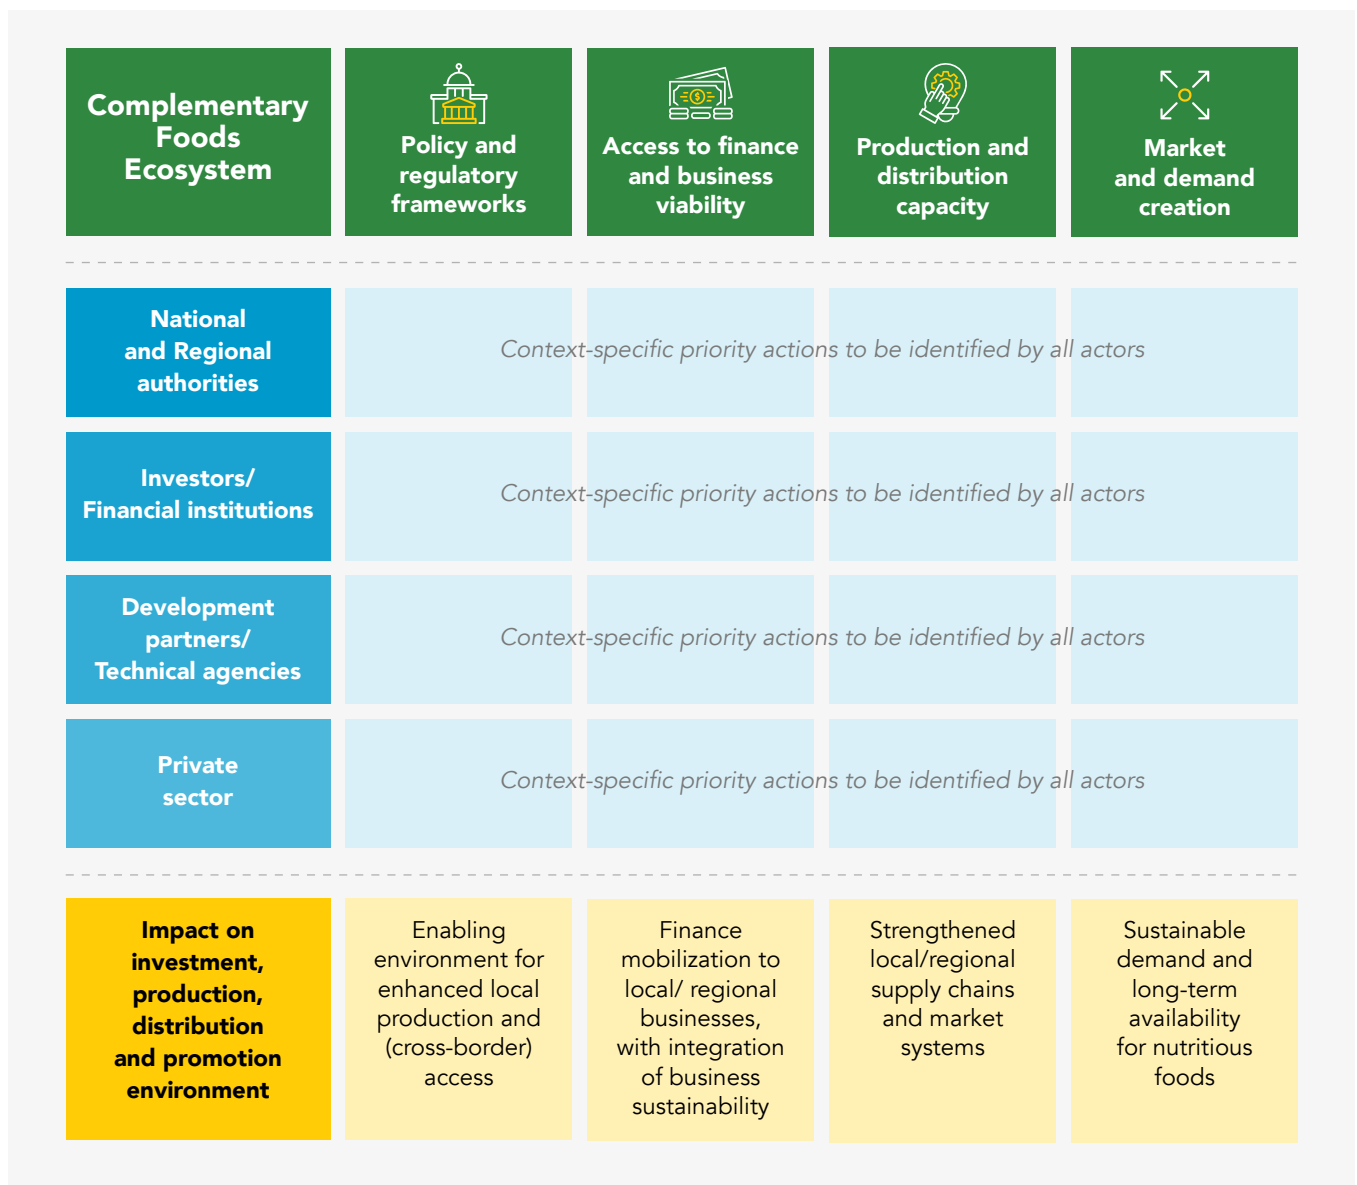 Complementary
Foods
Ecosystem
Policy and
regulatory
frameworks
Access to finance
and business
viability
Production and
distribution
capacity
Market
and demand
creation
National
and Regional
authorities
Context-specific priority actions to be identified by all actors
Investors/
Financial institutions
Context-specific priority actions to be identified by all actors
Development
partners/
Technical agencies
Context-specific priority actions to be identified by all actors
Private
sector
Context-specific priority actions to be identified by all actors
Impact on
investment,
production,
distribution
and promotion
environment
Enabling
environment for
enhanced local
production and
(cross-border)
access
Finance
mobilization to
local/ regional
businesses,
with integration
of business
sustainability
Strengthened
local/regional
supply chains
and market
systems
Sustainable
demand and
long-term
availability
for nutritious
foods